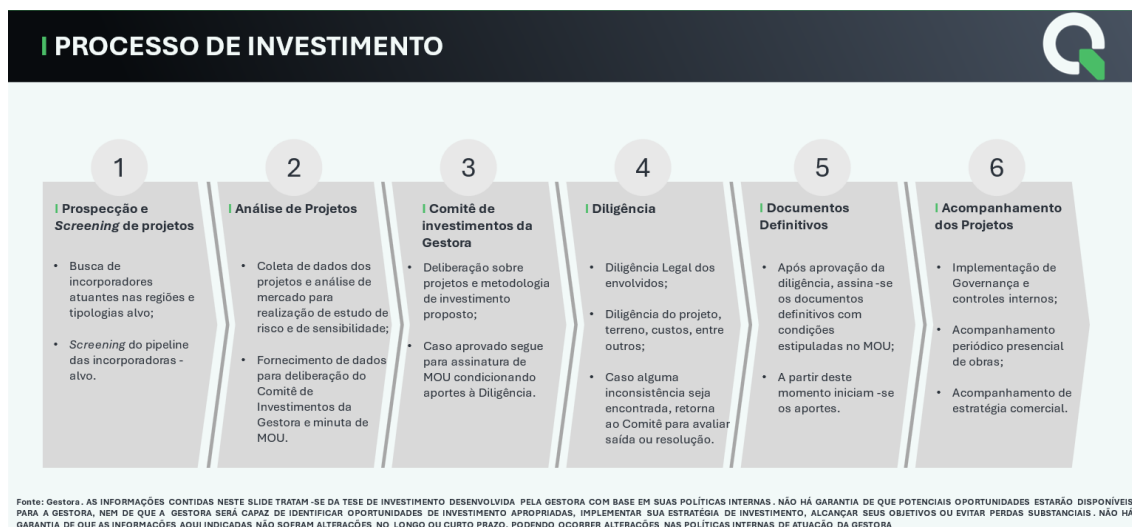 I PROCESSO DE INVESTIMENTO
1
I Prospecção e
Screening de projetos
• Busca de
incorporadores
atuantes nas regiões e
tipologias alvo;
• Screening do pipeline
das incorporadoras -
alvo.
2
I Análise de Projetos
• Coleta de dados dos
projetos e análise de
mercado para
realização de estudo de
risco e de sensibilidade;
• Fornecimento de dados
para deliberação do
Comitê de
Investimentos da
Gestora e minuta de
MOU.
3
I Comitê de
investimentos da
Gestora
• Deliberação sobre
projetos e metodologia
de investimento
proposto;
• Caso aprovado segue
para assinatura de
MOU condicionando
aportes à Diligência.
4
I Diligência
• Diligência Legal dos
envolvidos;
• Diligência do projeto,
terreno, custos, entre
outros;
• Caso alguma
inconsistência seja
encontrada, retorna
ao Comitê para avaliar
saída ou resolução.
5
I Documentos
Definitivos
• Após aprovação da
diligência, assina -se
os documentos
definitivos com
condições
estipuladas no MOU;
• A partir deste
momento iniciam -se
os aportes.
6
I Acompanhamento
dos Projetos
• Implementação de
Governança e
controles internos;
• Acompanhamento
periódico presencial
de obras;
• Acompanhamento de
estratégia comercial.
Fonte: Gestora. AS INFORMAÇÕES CONTIDAS NESTE SLIDE TRATAM -SE DA TESE DE INVESTIMENTO DESENVOLVIDA PELA GESTORA COM BASE EM SUAS POLÍTICAS INTERNAS. NÃO HÁ GARANTIA DE QUE POTENCIAIS OPORTUNIDADES ESTARÃO DISPONÍVEIS
PARA A GESTORA, NEM DE QUE A GESTORA SERÁ CAPAZ DE IDENTIFICAR OPORTUNIDADES DE INVESTIMENTO APROPRIADAS, IMPLEMENTAR SUA ESTRATÉGIA DE INVESTIMENTO, ALCANÇAR SEUS OBJETIVOS OU EVITAR PERDAS SUBSTANCIAIS. NÃO HÁ
GARANTIA DE QUE AS INFORMAÇÕES AQUI INDICADAS NÃO SOFRAM ALTERAÇÕES NO LONGO OU CURTO PRAZO, PODENDO OCORRER ALTERAÇÕES NAS POLÍTICAS INTERNAS DE ATUAÇÃO DA GESTORA